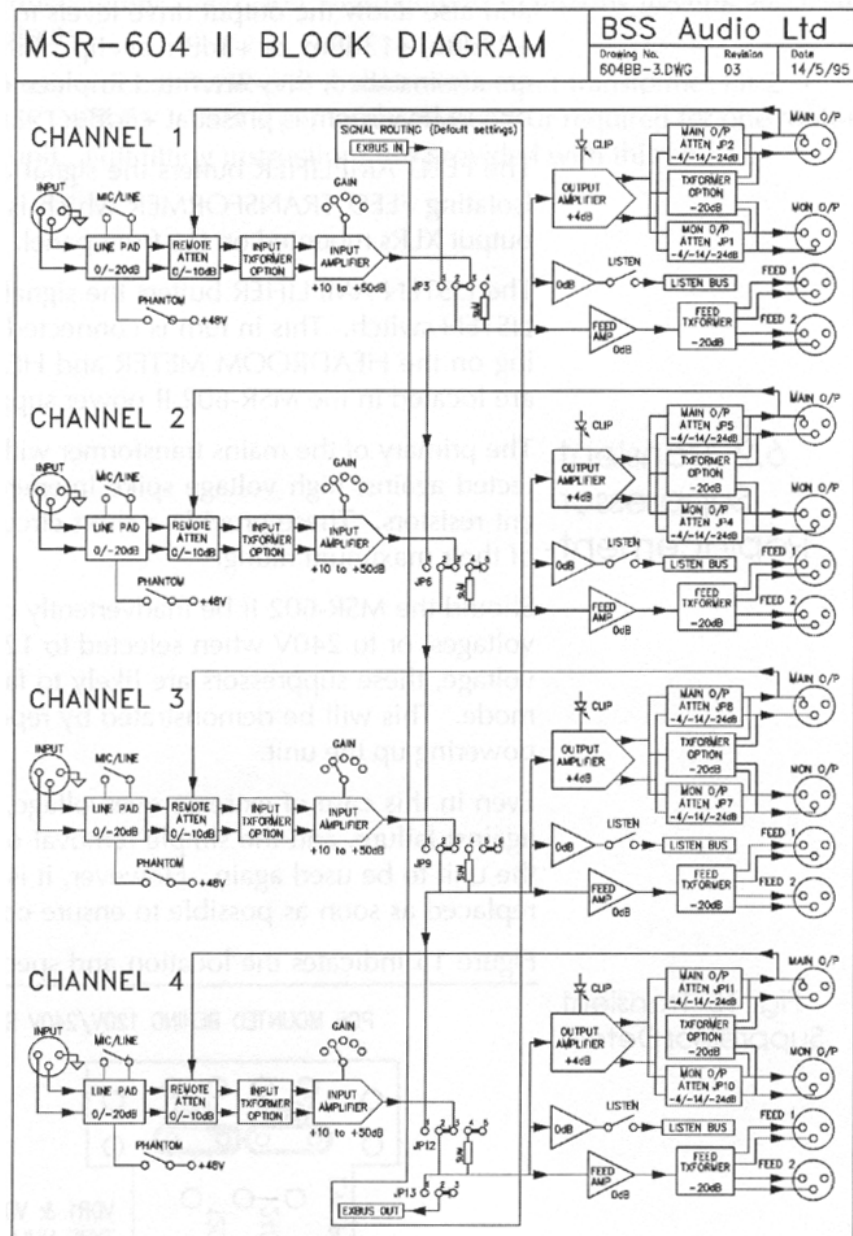 MSR-604 II BLOCK DIAGRAM
BSS Audio Ltd
Drawing No. Revision Date
604BB-3.DWG 03 14/5/95
CHANNEL 1
SIGNAL ROUTING (Default settings)
EXBUS IN
INPUT
MIC/LINE
GAIN
LINE PAD
0/-20dB
REMOTE
ATTEN
0/-10dB
INPUT
TXFORMER
OPTION
INPUT
AMPLIFIER
+10 to +50dB
PHANTOM
+48V
JP3
1 2 3 4
CLIP
OUTPUT
AMPLIFIER
+4dB
MAIN O/P
ATTEN JP2
-4/-14/-24dB
TXFORMER
OPTION
-20dB
MON O/P
ATTEN JP1
-4/-14/-24dB
MAIN O/P
MON O/P
0dB
LISTEN
LISTEN BUS
FEED
AMP
0dB
FEED
TXFORMER
-20dB
FEED 1
FEED 2
CHANNEL 2
INPUT
MIC/LINE
GAIN
LINE PAD
0/-20dB
REMOTE
ATTEN
0/-10dB
INPUT
TXFORMER
OPTION
INPUT
AMPLIFIER
+10 to +50dB
PHANTOM
+48V
JP6
CLIP
OUTPUT
AMPLIFIER
+4dB
MAIN O/P
ATTEN JP5
-4/-14/-24dB
TXFORMER
OPTION
-20dB
MON O/P
ATTEN JP4
-4/-14/-24dB
MAIN O/P
MON O/P
0dB
LISTEN
LISTEN BUS
FEED
AMP
0dB
FEED
TXFORMER
-20dB
FEED 1
FEED 2
CHANNEL 3
INPUT
MIC/LINE
GAIN
LINE PAD
0/-20dB
REMOTE
ATTEN
0/-10dB
INPUT
TXFORMER
OPTION
INPUT
AMPLIFIER
+10 to +50dB
PHANTOM
+48V
JP9
CLIP
OUTPUT
AMPLIFIER
+4dB
MAIN O/P
ATTEN JP8
-4/-14/-24dB
TXFORMER
OPTION
-20dB
MON O/P
ATTEN JP7
-4/-14/-24dB
MAIN O/P
MON O/P
0dB
LISTEN
LISTEN BUS
FEED
AMP
0dB
FEED
TXFORMER
-20dB
FEED 1
FEED 2
CHANNEL 4
INPUT
MIC/LINE
GAIN
LINE PAD
0/-20dB
REMOTE
ATTEN
0/-10dB
INPUT
TXFORMER
OPTION
INPUT
AMPLIFIER
+10 to +50dB
PHANTOM
+48V
JP12
JP13
EXBUS OUT
CLIP
OUTPUT
AMPLIFIER
+4dB
MAIN O/P
ATTEN JP11
-4/-14/-24dB
TXFORMER
OPTION
-20dB
MON O/P
ATTEN JP10
-4/-14/-24dB
MAIN O/P
MON O/P
0dB
LISTEN
LISTEN BUS
FEED
AMP
0dB
FEED
TXFORMER
-20dB
FEED 1
FEED 2